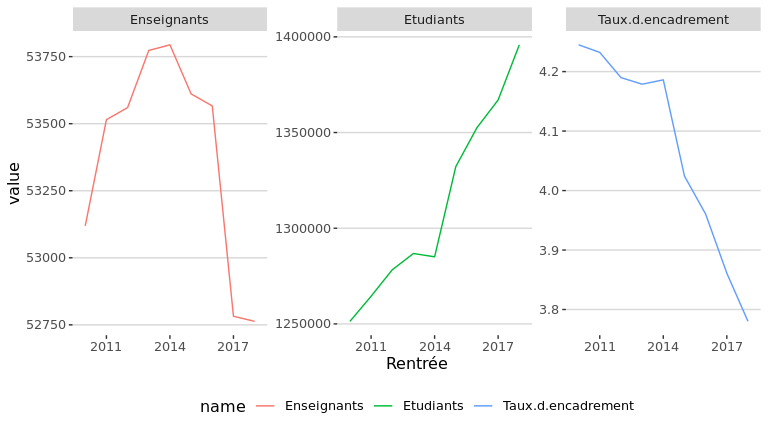 Enseignants Etudiants Taux.d.encadrement
value
53750
53500
53250
53000
52750
1400000
1350000
1300000
1250000
4.2
4.1
4.0
3.9
3.8
2011 2014 2017 2011 2014 2017 2011 2014 2017
Rentrée
name Enseignants Etudiants Taux.d.encadrement